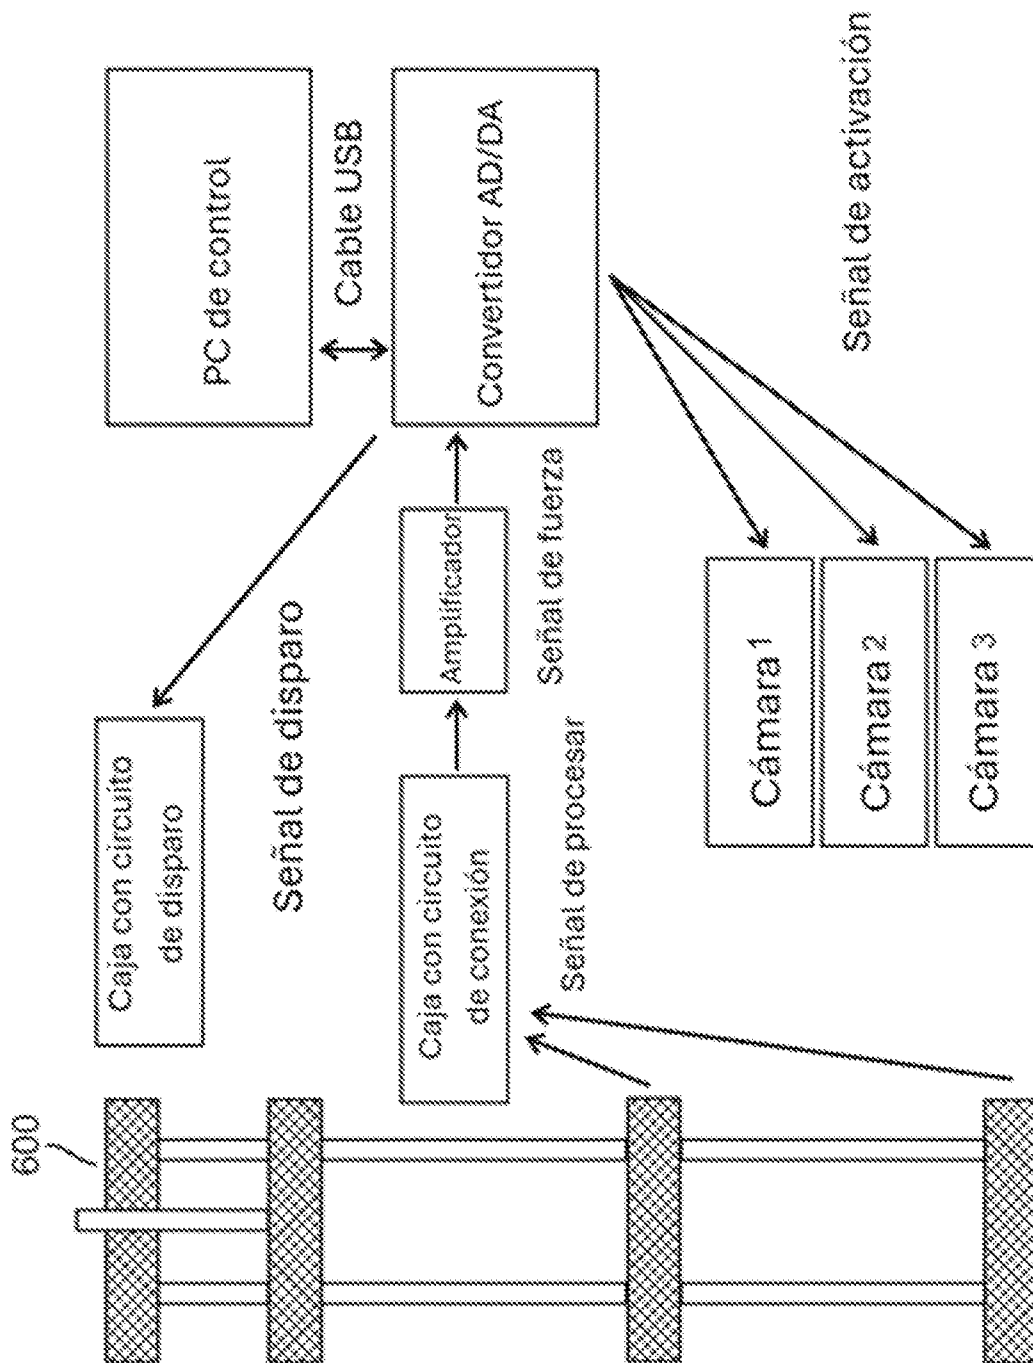 600
Caja con circuito
de disparo
PC de control
Señal de disparo
Cable USB
Caja con circuito
de conexión
Amplificador
Convertidor AD/DA
Señal de procesar
Señal de fuerza
Cámara 1
Cámara 2
Cámara 3
Señal de activación